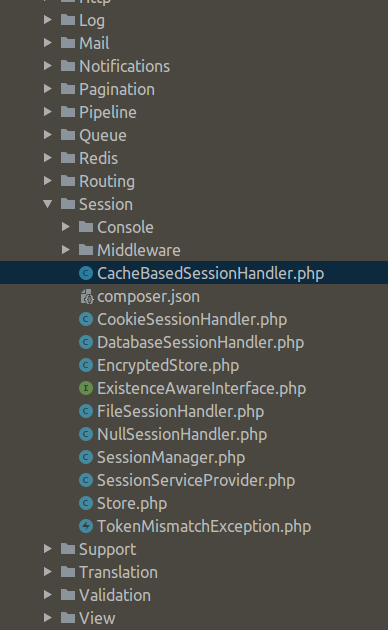 Http
Log
Mail
Notifications
Pagination
Pipeline
Queue
Redis
Routing
Session
Console
Middleware
CacheBasedSessionHandler.php
composer.json
CookieSessionHandler.php
DatabaseSessionHandler.php
EncryptedStore.php
ExistenceAwareInterface.php
FileSessionHandler.php
NullSessionHandler.php
SessionManager.php
SessionServiceProvider.php
Store.php
TokenMismatchException.php
Support
Translation
Validation
View